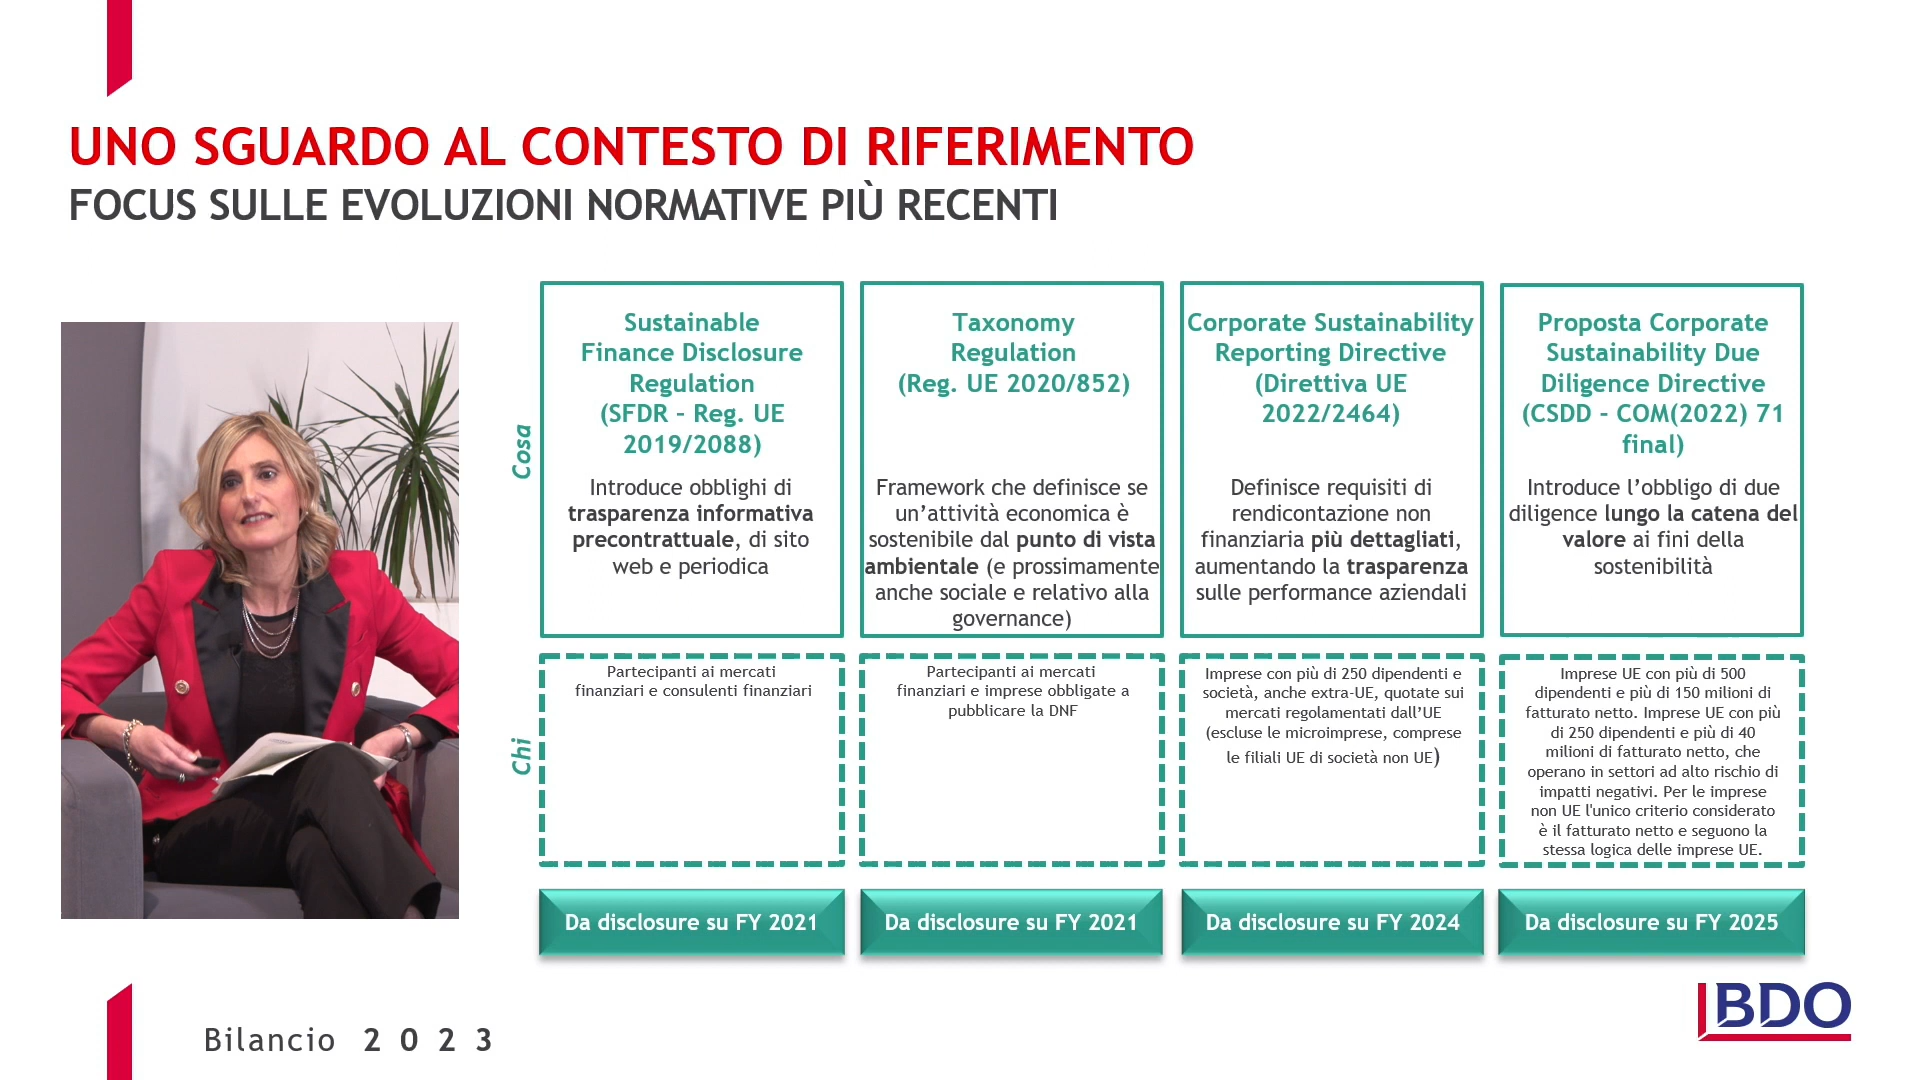 UNO SGUARDO AL CONTESTO DI RIFERIMENTO
FOCUS SULLE EVOLUZIONI NORMATIVE PIÙ RECENTI
Cosa
Sustainable
Finance Disclosure
Regulation
(SFDR - Reg. UE
2019/2088)
Introduce obblighi di
trasparenza informativa
precontrattuale, di sito
web e periodica
Taxonomy
Regulation
(Reg. UE 2020/852)
Framework che definisce se
un’attività economica è
sostenibile dal punto di vista
ambientale (e prossimamente
anche sociale e relativo alla
governance)
Corporate Sustainability
Reporting Directive
(Direttiva UE
2022/2464)
Definisce requisiti di
rendicontazione non
finanziaria più dettagliati,
aumentando la trasparenza
sulle performance aziendali
Proposta Corporate
Sustainability Due
Diligence Directive
(CSDD - COM(2022) 71
final)
Introduce l’obbligo di due
diligence lungo la catena del
valore ai fini della
sostenibilità
Chi
Partecipanti ai mercati
finanziari e consulenti finanziari
Partecipanti ai mercati
finanziari e imprese obbligate a
pubblicare la DNF
Imprese con più di 250 dipendenti e
società, anche extra-UE, quotate sui
mercati regolamentati dall’UE
(escluse le microimprese, comprese
le filiali UE di società non UE)
Imprese UE con più di 500
dipendenti e più di 150 milioni di
fatturato netto. Imprese UE con più
di 250 dipendenti e più di 40
milioni di fatturato netto, che
operano in settori ad alto rischio di
impatti negativi. Per le imprese
non UE l'unico criterio considerato
è il fatturato netto e seguono la
stessa logica delle imprese UE.
Da disclosure su FY 2021
Da disclosure su FY 2021
Da disclosure su FY 2024
Da disclosure su FY 2025
Bilancio 2023
BDO